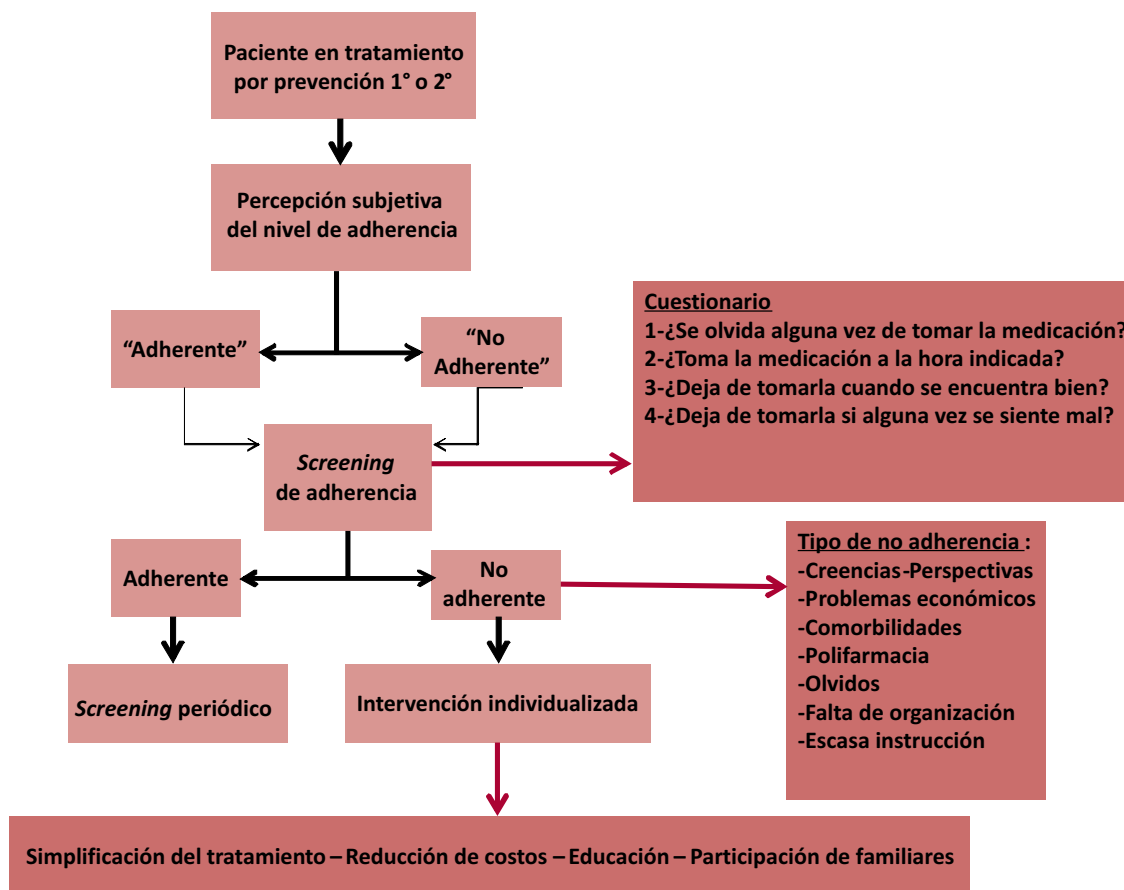 Paciente en tratamiento
por prevención 1° o 2°
Percepción subjetiva
del nivel de adherencia
“Adherente”
“No
Adherente”
Cuestionario
1-¿Se olvida alguna vez de tomar la medicación?
2-¿Toma la medicación a la hora indicada?
3-¿Deja de tomarla cuando se encuentra bien?
4-¿Deja de tomarla si alguna vez se siente mal?
Screening
de adherencia
Adherente
No
adherente
Tipo de no adherencia :
-Creencias-Perspectivas
-Problemas económicos
-Comorbilidades
-Polifarmacia
-Olvidos
-Falta de organización
-Escasa instrucción
Screening periódico
Intervención individualizada
Simplificación del tratamiento – Reducción de costos – Educación – Participación de familiares